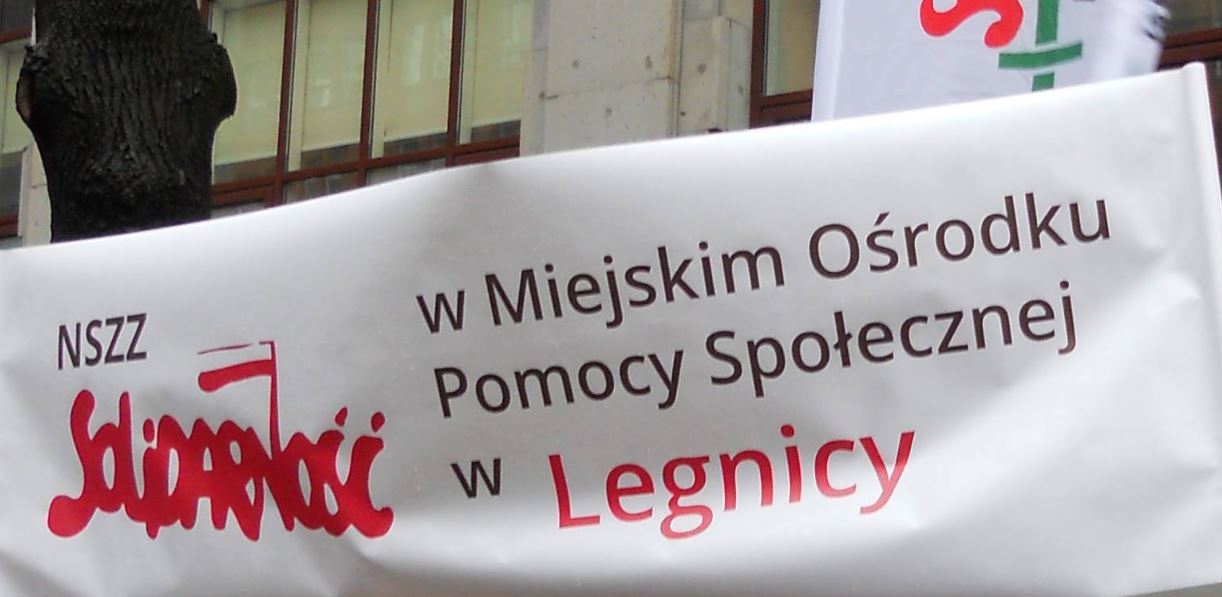 NSZZ
Solidarność
w Miejskim Ośrodku
Pomocy Społecznej
w Legnicy